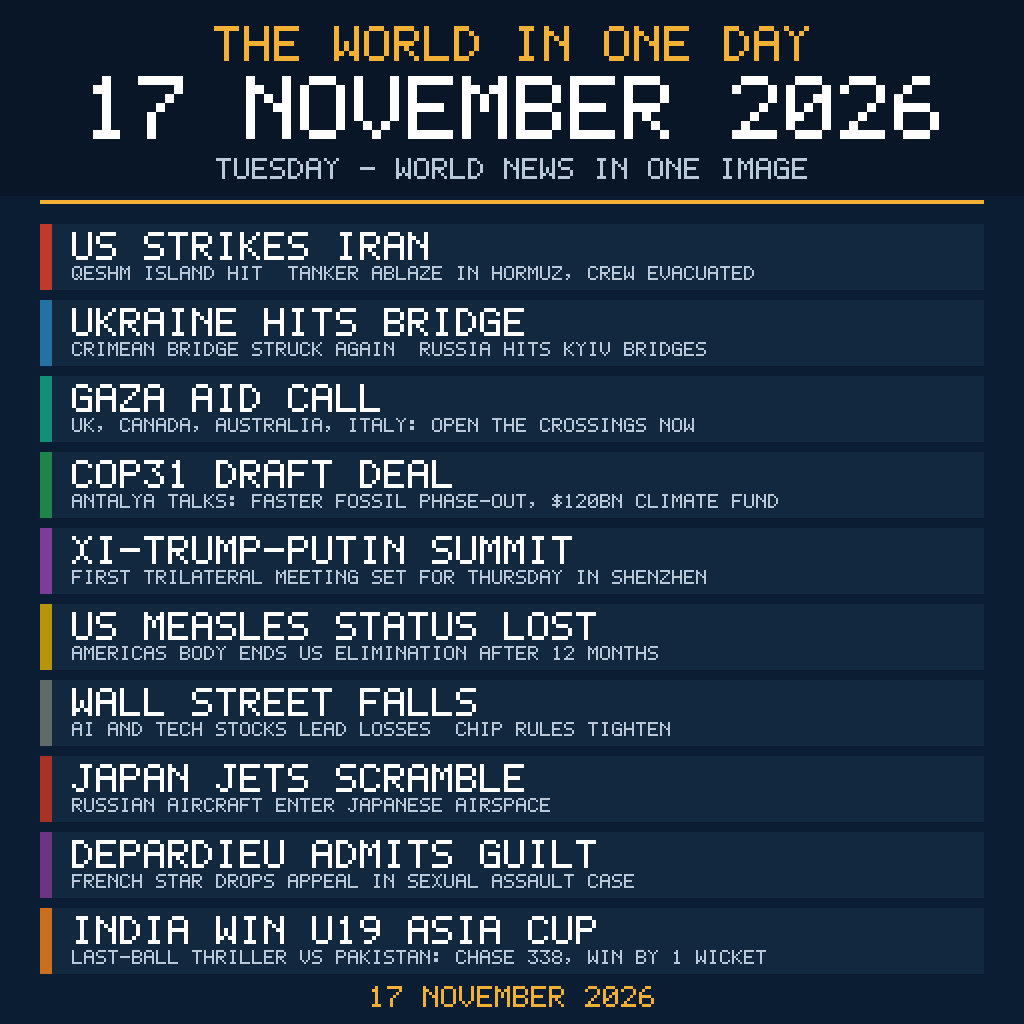 THE WORLD IN ONE DAY
17 NOVEMBER 2026
TUESDAY - WORLD NEWS IN ONE IMAGE
US STRIKES IRAN
QESHM ISLAND HIT  TANKER ABLAZE IN HORMUZ, CREW EVACUATED
UKRAINE HITS BRIDGE
CRIMEAN BRIDGE STRUCK AGAIN  RUSSIA HITS KYIV BRIDGES
GAZA AID CALL
UK, CANADA, AUSTRALIA, ITALY: OPEN THE CROSSINGS NOW
COP31 DRAFT DEAL
ANTALYA TALKS: FASTER FOSSIL PHASE-OUT, $120BN CLIMATE FUND
XI-TRUMP-PUTIN SUMMIT
FIRST TRILATERAL MEETING SET FOR THURSDAY IN SHENZHEN
US MEASLES STATUS LOST
AMERICAS BODY ENDS US ELIMINATION AFTER 12 MONTHS
WALL STREET FALLS
AI AND TECH STOCKS LEAD LOSSES  CHIP RULES TIGHTEN
JAPAN JETS SCRAMBLE
RUSSIAN AIRCRAFT ENTER JAPANESE AIRSPACE
DEPARDIEU ADMITS GUILT
FRENCH STAR DROPS APPEAL IN SEXUAL ASSAULT CASE
INDIA WIN U19 ASIA CUP
LAST-BALL THRILLER VS PAKISTAN: CHASE 338, WIN BY 1 WICKET
17 NOVEMBER 2026